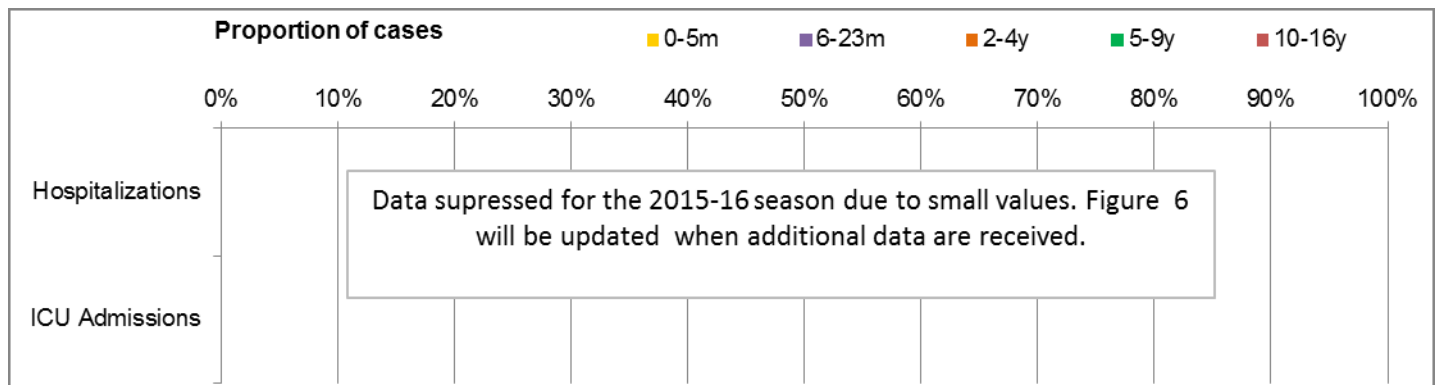 Proportion of cases
0-5m 6-23m 2-4y 5-9y 10-16y
0% 10% 20% 30% 40% 50% 60% 70% 80% 90% 100%
Hospitalizations
Data supressed for the 2015-16 season due to small values. Figure 6
will be updated when additional data are received.
ICU Admissions